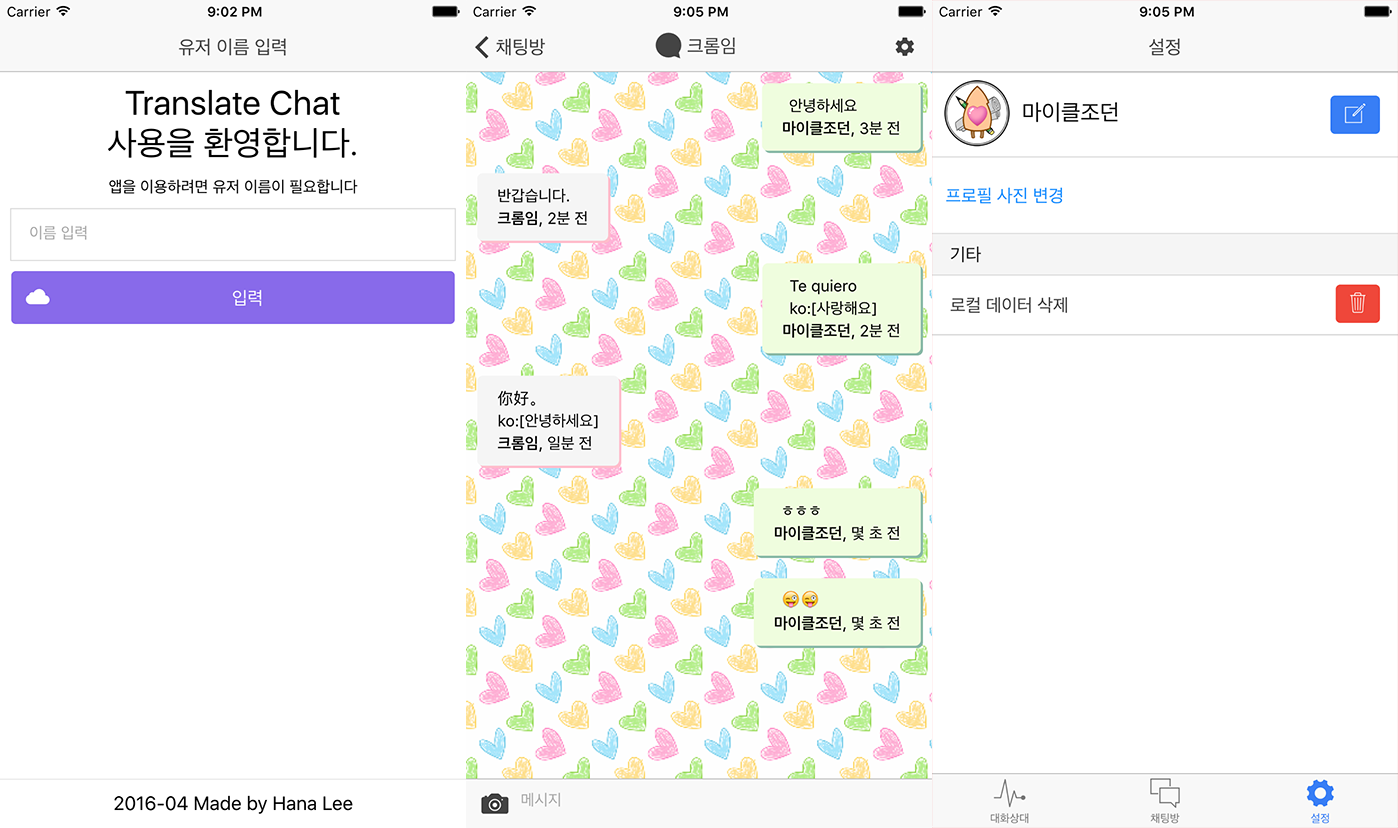 Carrier 9:02 PM
유저 이름 입력
Translate Chat
사용을 환영합니다.
앱을 이용하려면 유저 이름이 필요합니다
이름 입력
입력
2016-04 Made by Hana Lee
Carrier 9:05 PM
채팅방 크롬임
안녕하세요
마이클조던, 3분 전
반갑습니다.
크롬임, 2분 전
Te quiero
ko:[사랑해요]
마이클조던, 2분 전
你好。
ko:[안녕하세요]
크롬임, 일분 전
ㅎㅎㅎ
마이클조던, 몇 초 전
😜😜
마이클조던, 몇 초 전
메시지
Carrier 9:05 PM
설정
마이클조던
프로필 사진 변경
기타
로컬 데이터 삭제
대화상대 채팅방 설정